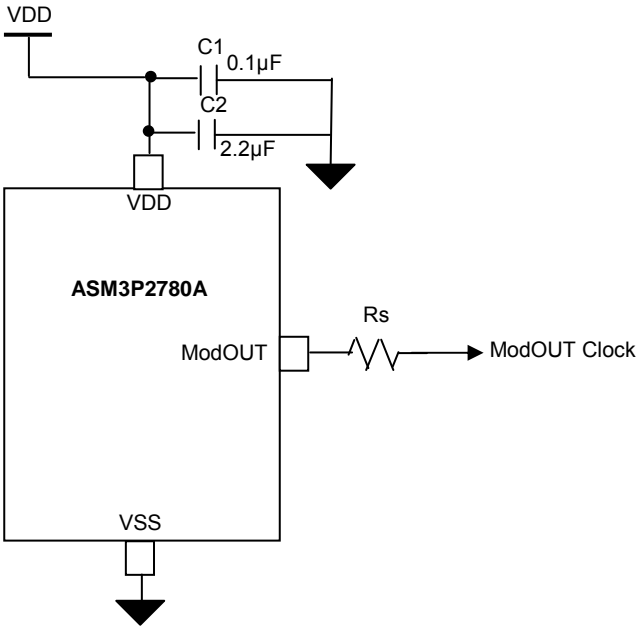 VDD
C1
0.1µF
C2
2.2µF
VDD
ASM3P2780A
Rs
ModOUT
ModOUT Clock
VSS